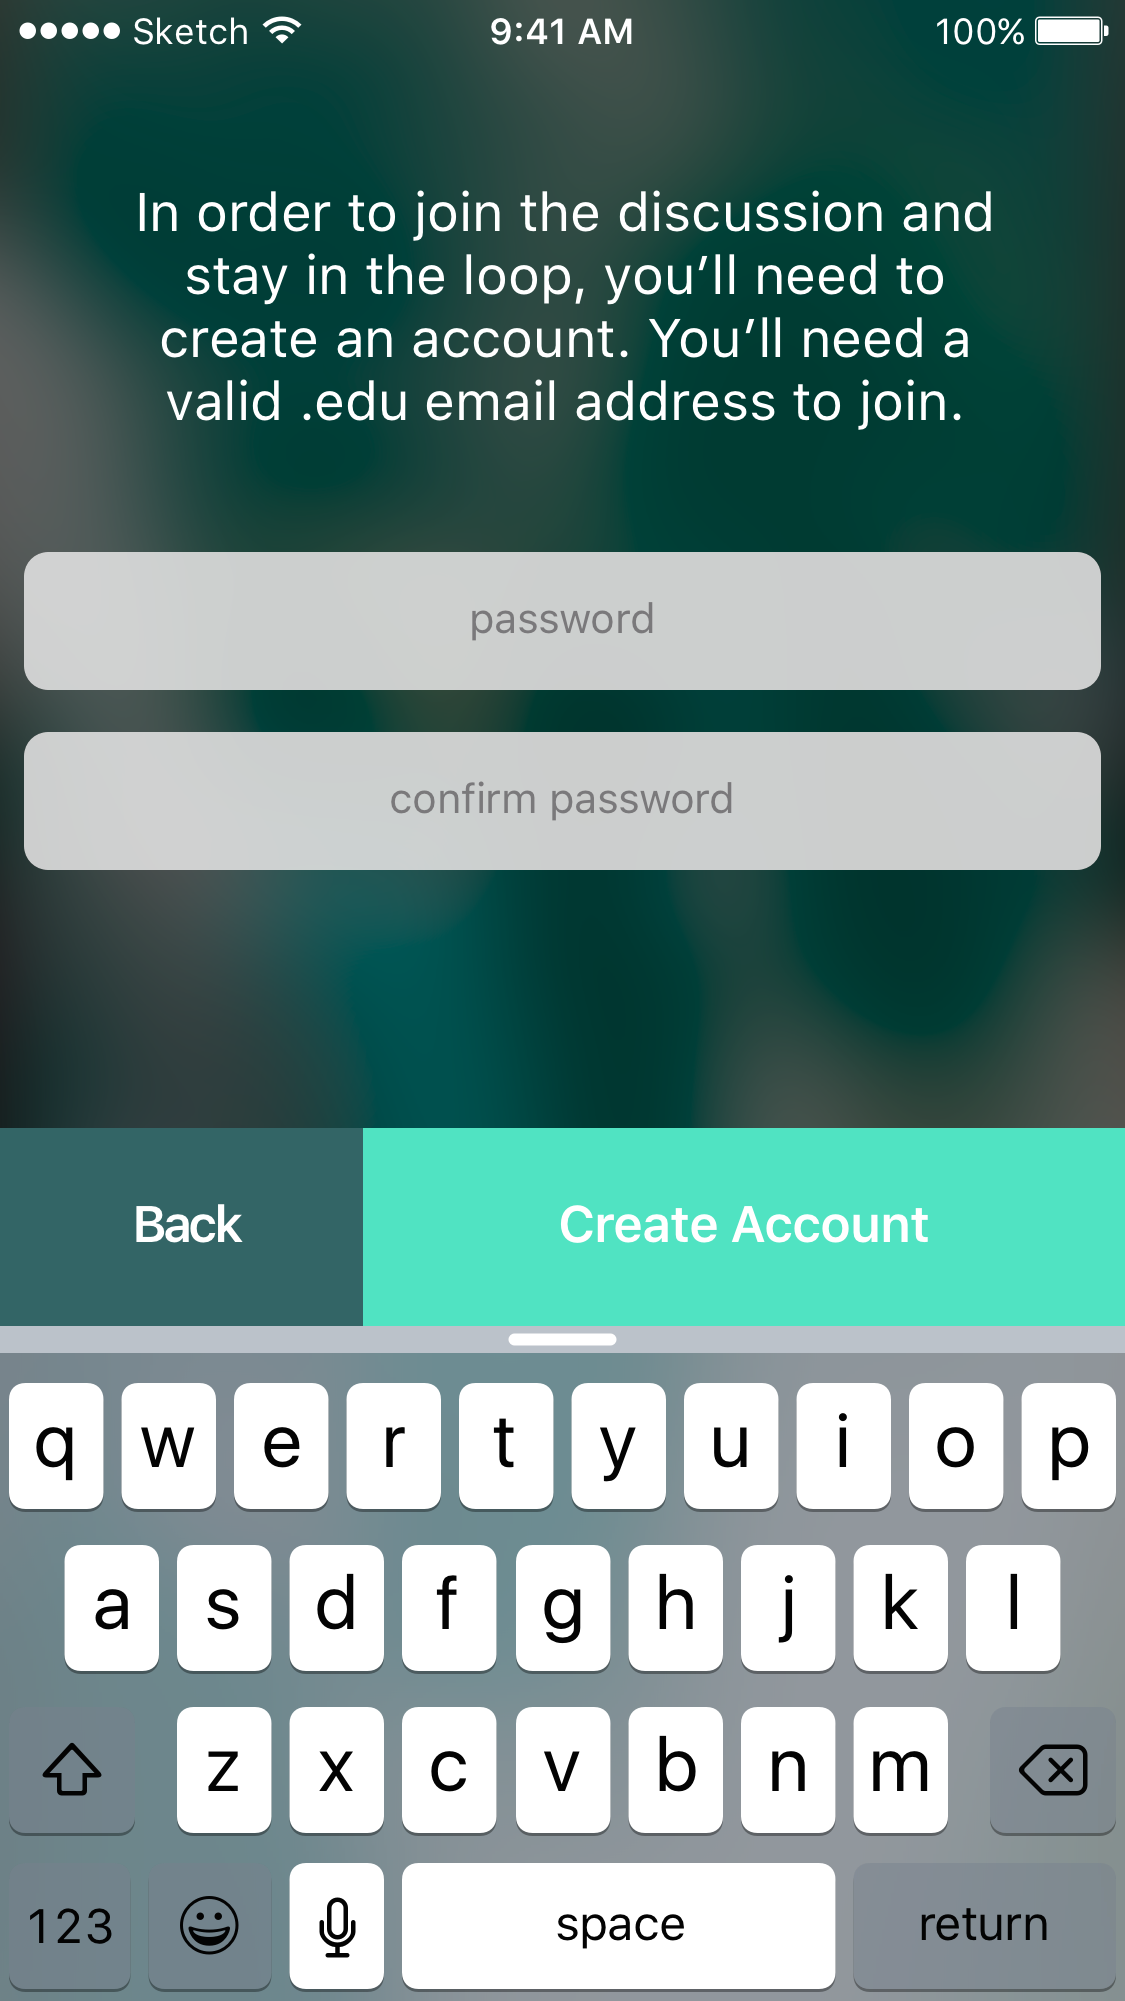 Sketch 9:41 AM 100%
In order to join the discussion and
stay in the loop, you’ll need to
create an account. You’ll need a
valid .edu email address to join.
password
confirm password
Back Create Account
q w e r t y u i o p
a s d f g h j k l
z x c v b n m
123 space return